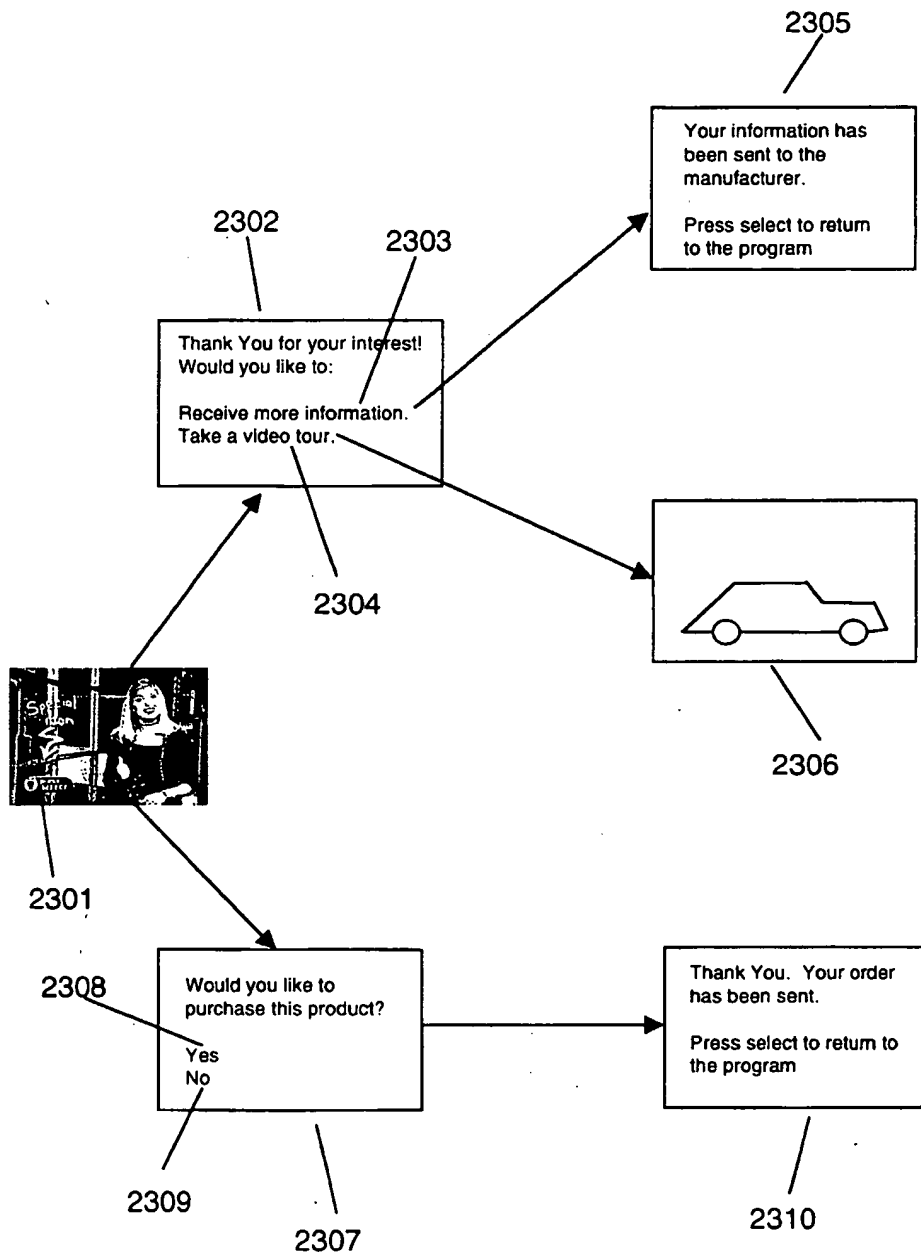 2305
Your information has
been sent to the
manufacturer.
Press select to return
to the program
2302
2303
Thank You for your interest!
Would you like to:
Receive more information.
Take a video tour.
2304
2306
2301
2308
Would you like to
purchase this product?
Yes
No
2309
2307
Thank You. Your order
has been sent.
Press select to return to
the program
2310